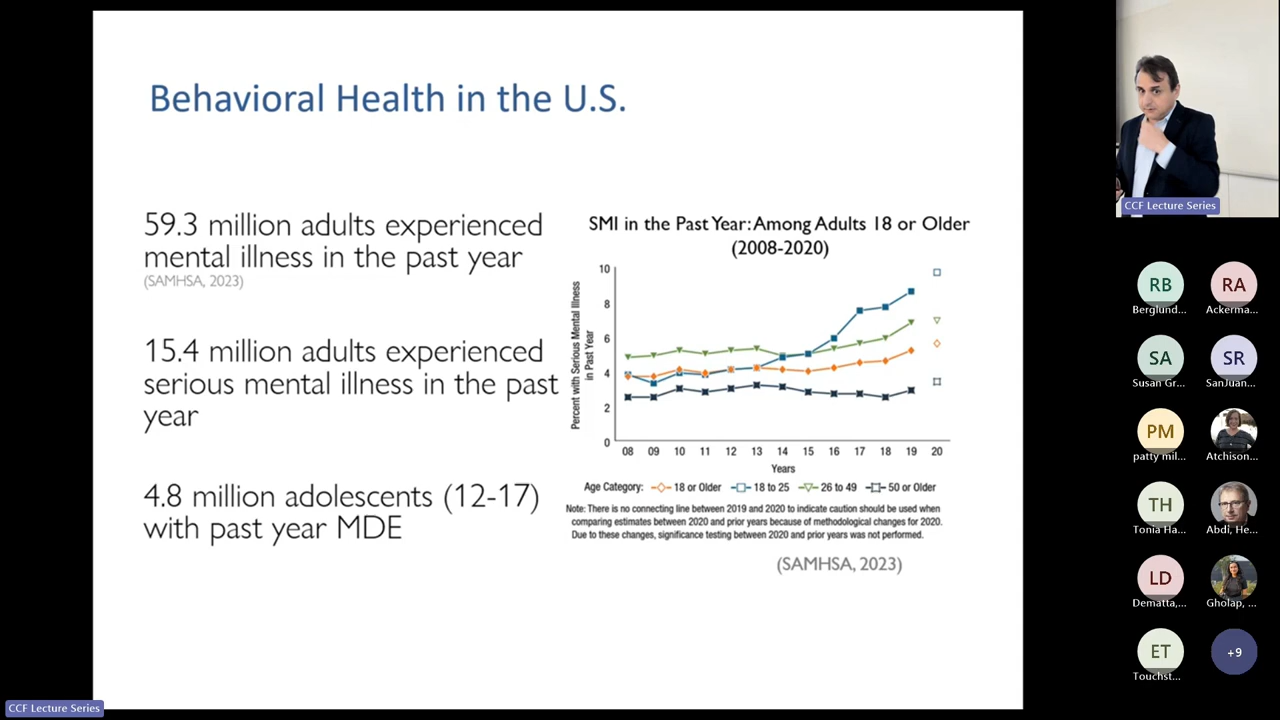 Behavioral Health in the U.S.
59.3 million adults experienced
mental illness in the past year
(SAMHSA, 2023)
15.4 million adults experienced
serious mental illness in the past
year
4.8 million adolescents (12-17)
with past year MDE
SMI in the Past Year: Among Adults 18 or Older
(2008-2020)
Percent with Serious Mental Illness
in Past Year
10
8
6
4
2
0
08 09 10 11 12 13 14 15 16 17 18 19 20
Years
Age Category: 18 or Older 18 to 25 26 to 49 50 or Older
Note: There is no connecting line between 2019 and 2020 to indicate caution should be used when
comparing estimates between 2020 and prior years because of methodological changes for 2020.
Due to these changes, significance testing between 2020 and prior years was not performed.
(SAMHSA, 2023)
CCF Lecture Series
RB RA
Berglund... Ackerma...
SA SR
Susan Gr... SanJuan...
PM
patty mil... Atchison...
TH
Tonia Ha... Abdi, He...
LD
Dematta,... Gholap, ...
ET +9
Touchst...
CCF Lecture Series